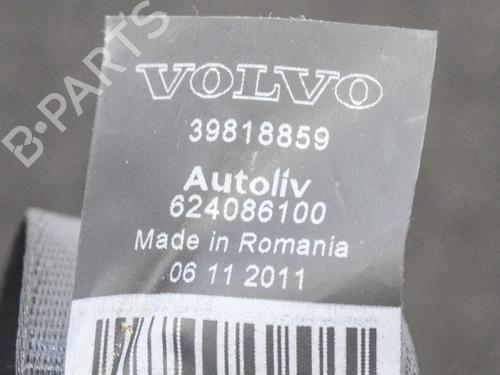 VOLVO
39818859
Autoliv
624086100
Made in Romania
06 11 2011
B-PARTS